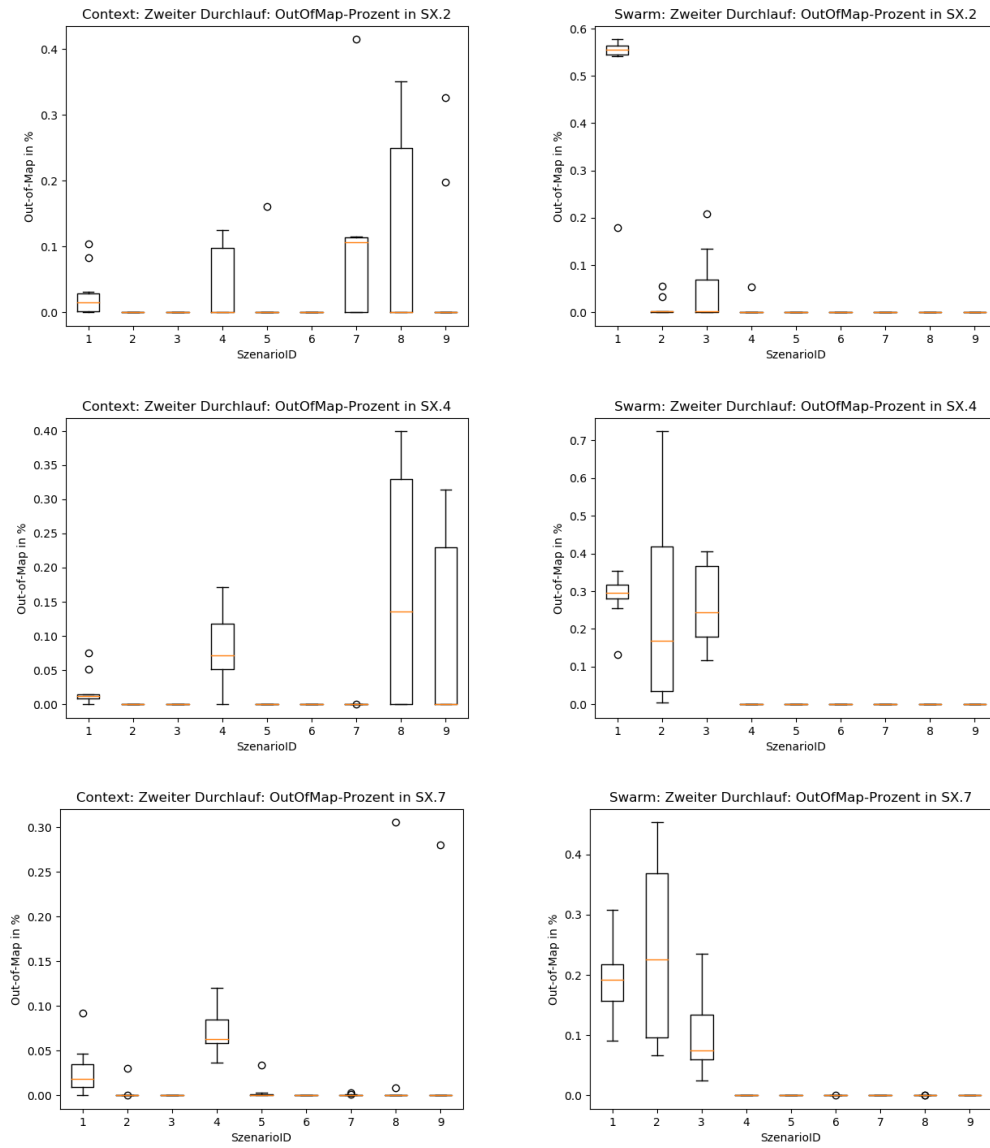 Context: Zweiter Durchlauf: OutOfMap-Prozent in SX.2
Out-of-Map in %
0.4
0.3
0.2
0.1
0.0
1 2 3 4 5 6 7 8 9
SzenarioID
Swarm: Zweiter Durchlauf: OutOfMap-Prozent in SX.2
Out-of-Map in %
0.6
0.5
0.4
0.3
0.2
0.1
0.0
1 2 3 4 5 6 7 8 9
SzenarioID
Context: Zweiter Durchlauf: OutOfMap-Prozent in SX.4
Out-of-Map in %
0.40
0.35
0.30
0.25
0.20
0.15
0.10
0.05
0.00
1 2 3 4 5 6 7 8 9
SzenarioID
Swarm: Zweiter Durchlauf: OutOfMap-Prozent in SX.4
Out-of-Map in %
0.7
0.6
0.5
0.4
0.3
0.2
0.1
0.0
1 2 3 4 5 6 7 8 9
SzenarioID
Context: Zweiter Durchlauf: OutOfMap-Prozent in SX.7
Out-of-Map in %
0.30
0.25
0.20
0.15
0.10
0.05
0.00
1 2 3 4 5 6 7 8 9
SzenarioID
Swarm: Zweiter Durchlauf: OutOfMap-Prozent in SX.7
Out-of-Map in %
0.4
0.3
0.2
0.1
0.0
1 2 3 4 5 6 7 8 9
SzenarioID